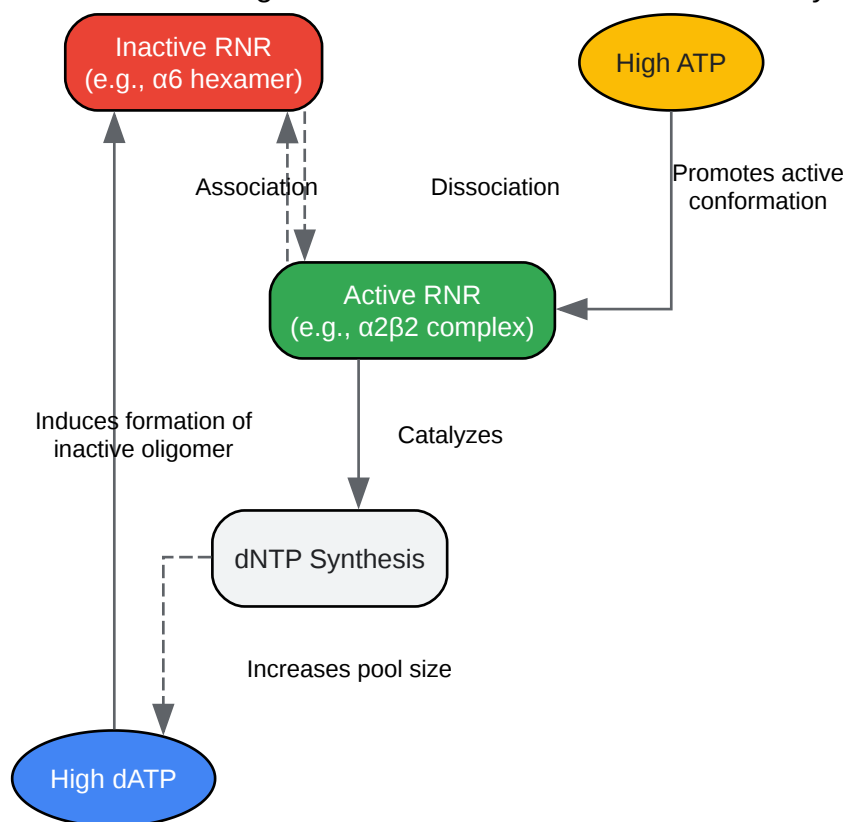 Inactive RNR
(e.g., α6 hexamer)
High ATP
Association
Dissociation
Promotes active
conformation
Active RNR
(e.g., α2β2 complex)
Induces formation of
inactive oligomer
Catalyzes
dNTP Synthesis
Increases pool size
High dATP